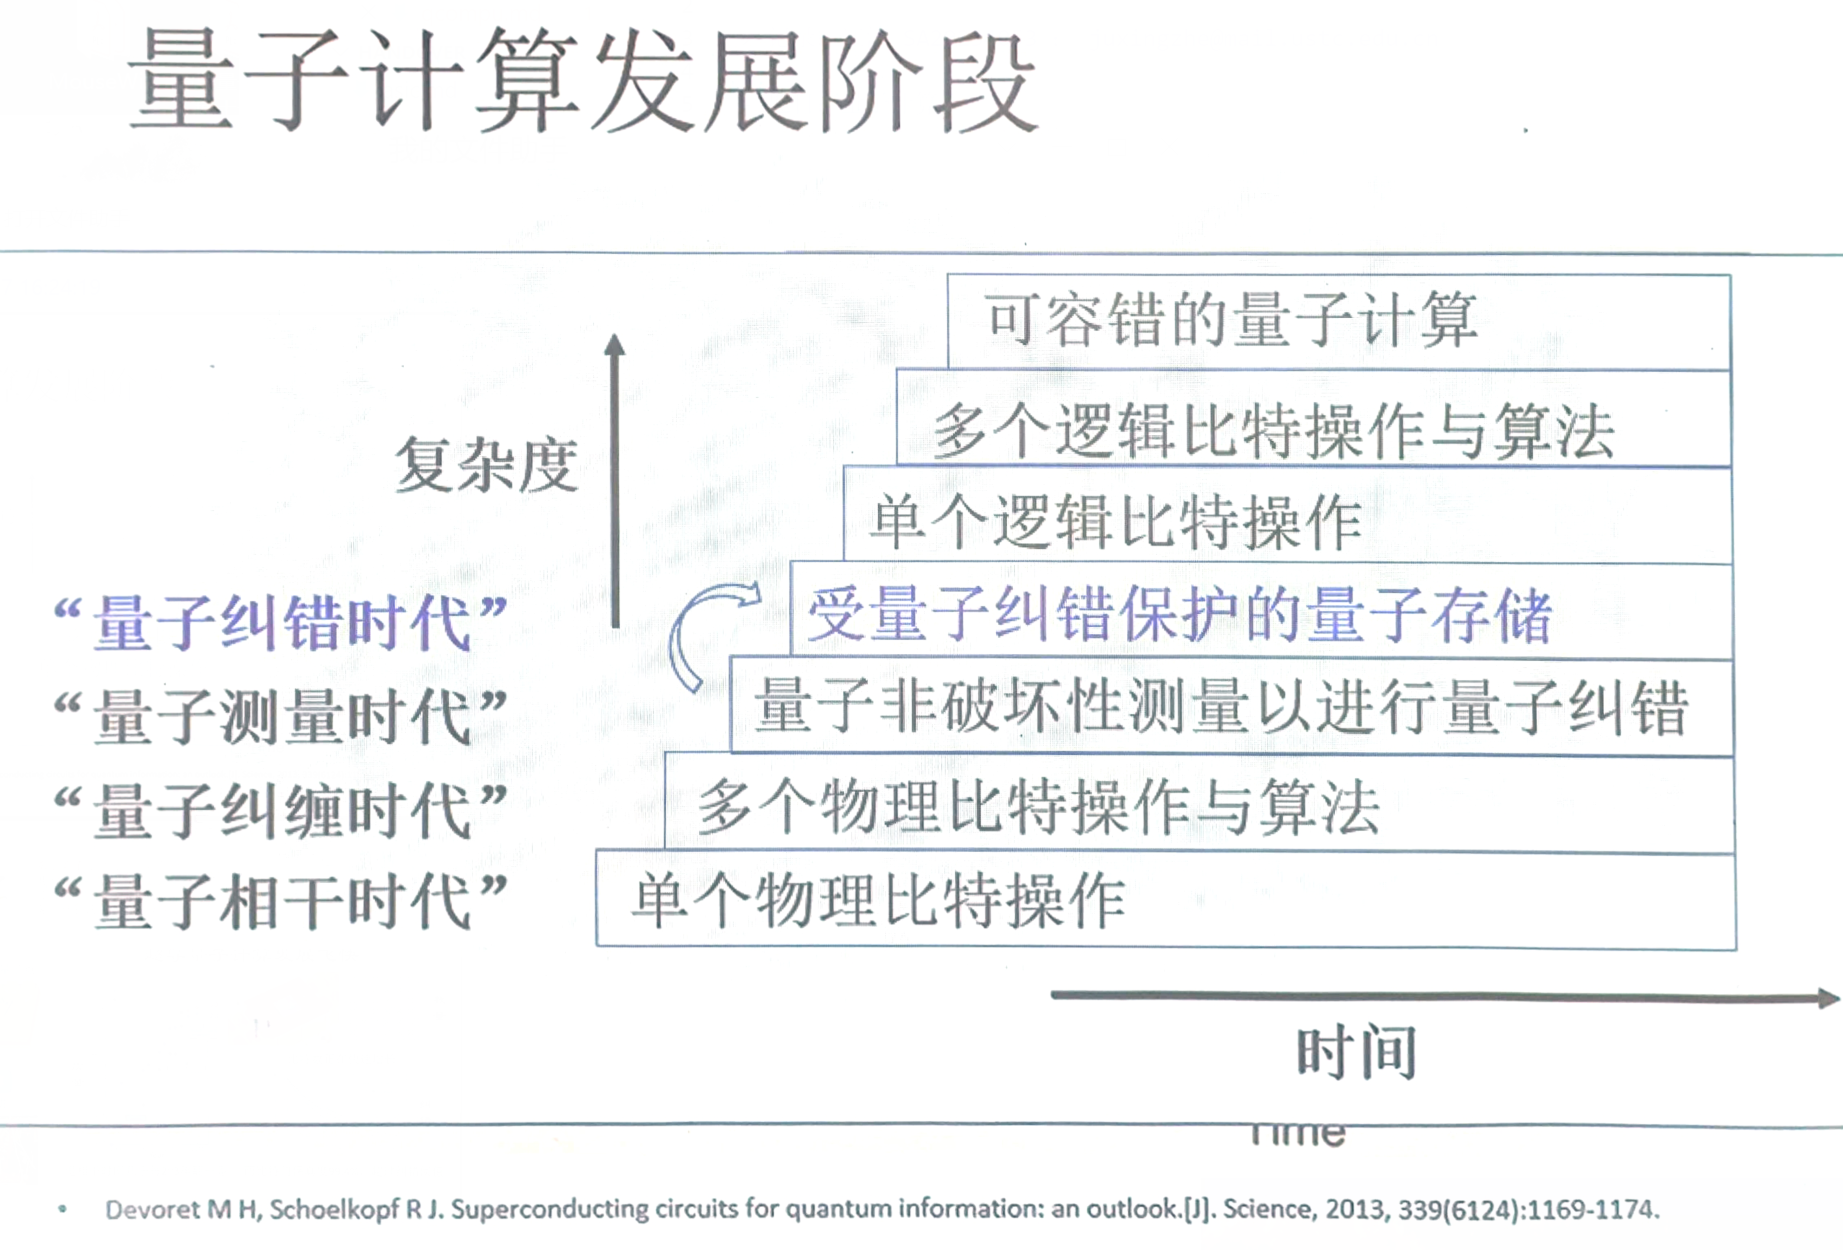 量子计算发展阶段
可容错的量子计算
多个逻辑比特操作与算法
复杂度
单个逻辑比特操作
“量子纠错时代”
受量子纠错保护的量子存储
“量子测量时代”
量子非破坏性测量以进行量子纠错
“量子纠缠时代”
多个物理比特操作与算法
“量子相干时代”
单个物理比特操作
时间
Time
• Devoret M H, Schoelkopf R J. Superconducting circuits for quantum information: an outlook.[J]. Science, 2013, 339(6124):1169-1174.